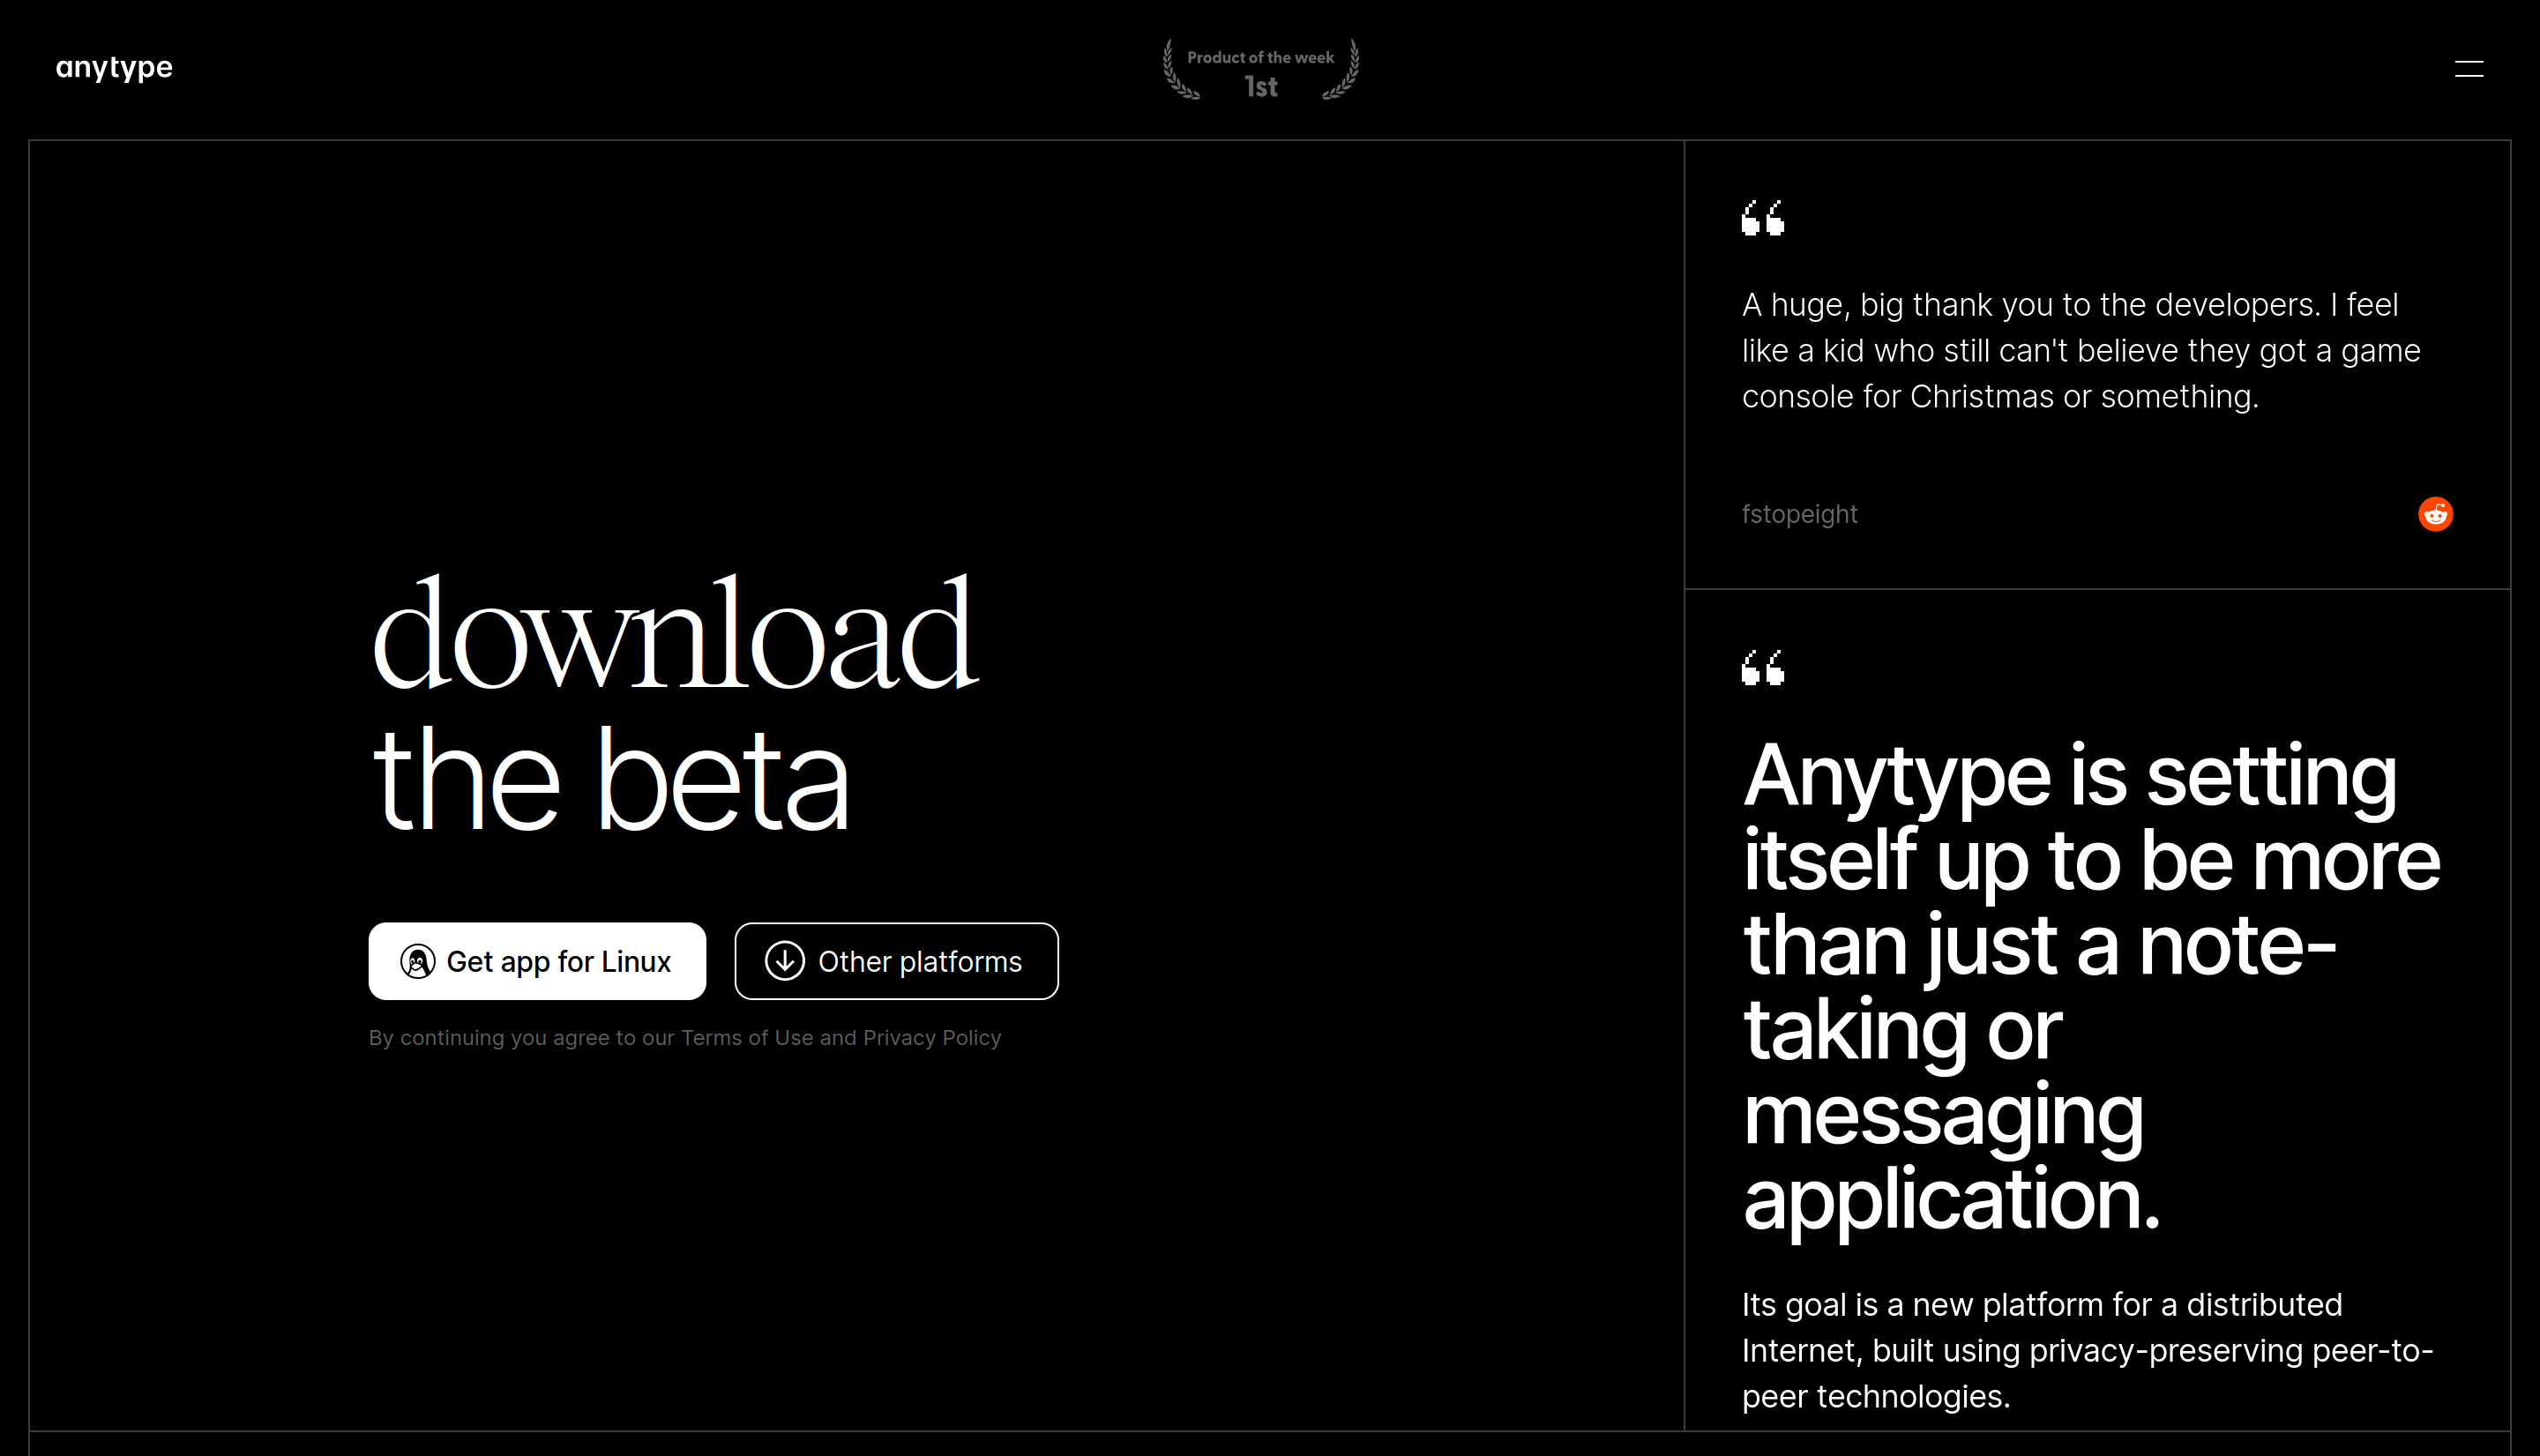 anytype
Product of the week
1st
download
the beta
Get app for Linux
Other platforms
By continuing you agree to our Terms of Use and Privacy Policy
A huge, big thank you to the developers. I feel
like a kid who still can't believe they got a game
console for Christmas or something.
fstopeight
Anytype is setting
itself up to be more
than just a note-
taking or
messaging
application.
Its goal is a new platform for a distributed
Internet, built using privacy-preserving peer-to-
peer technologies.